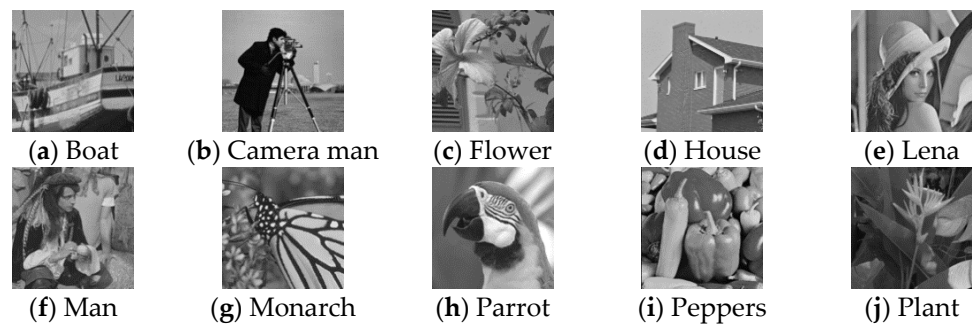 (a) Boat (b) Camera man (c) Flower (d) House (e) Lena
(f) Man (g) Monarch (h) Parrot (i) Peppers (j) Plant